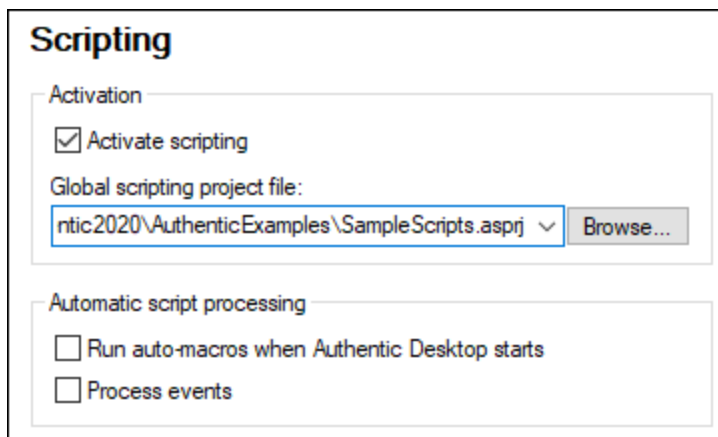 Scripting
Activation
Activate scripting
Global scripting project file:
ntic2020\AuthenticExamples\SampleScripts.asprj
Browse...
Automatic script processing
Run auto-macros when Authentic Desktop starts
Process events